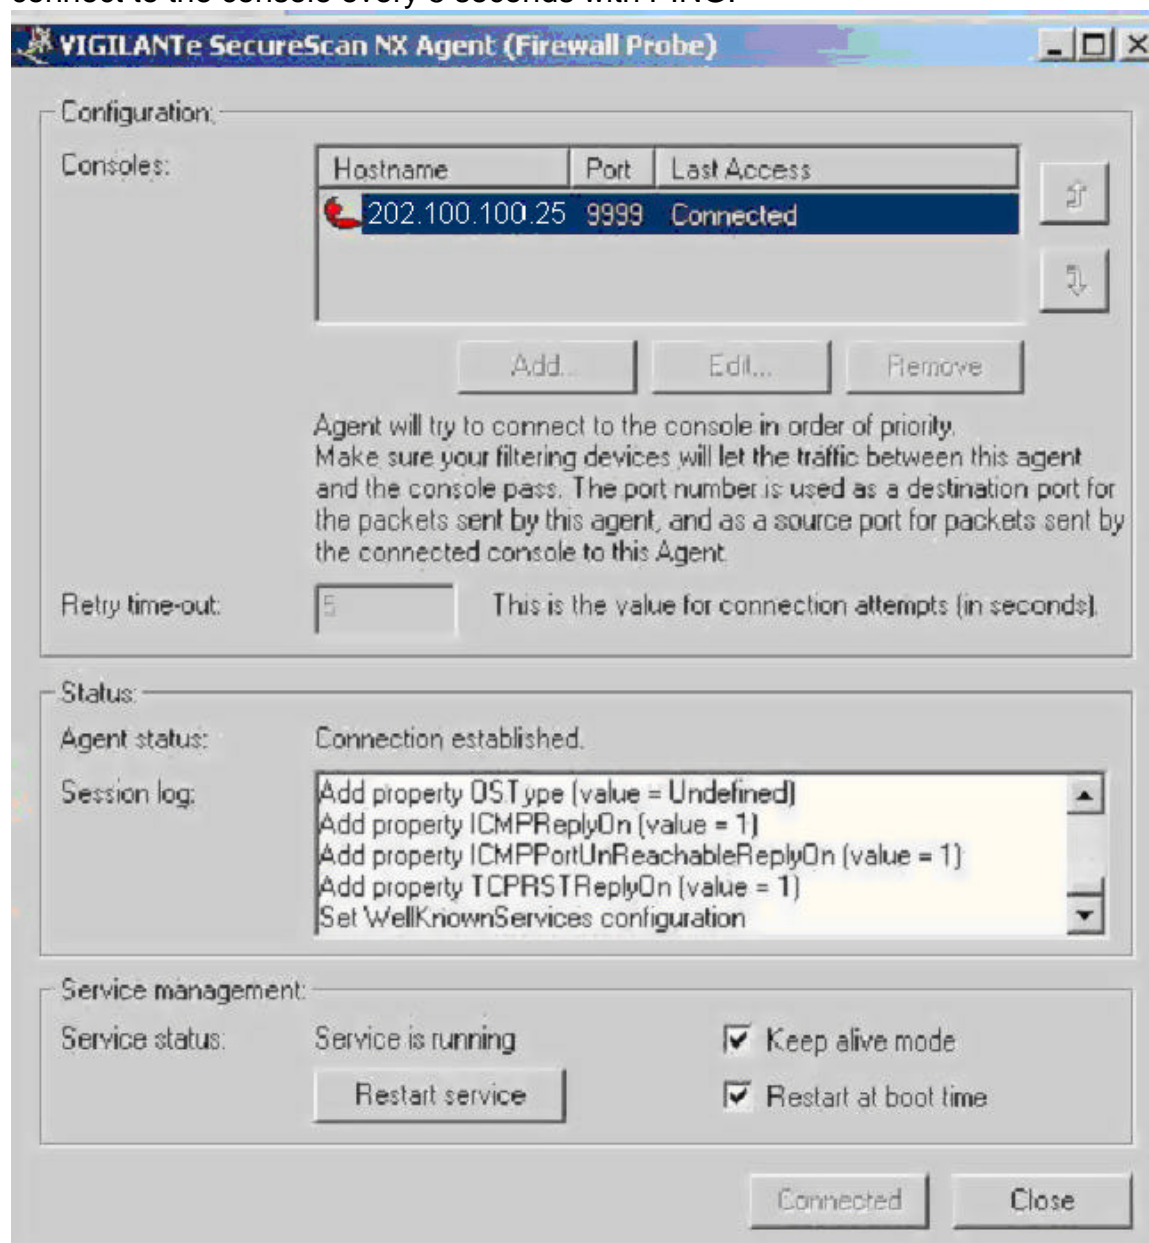 VIGILANTe SecureScan NX Agent (Firewall Probe)
Configuration:
Consoles:
Hostname Port Last Access
202.100.100.25 9999 Connected
Add... Edit... Remove
Agent will try to connect to the console in order of priority.
Make sure your filtering devices will let the traffic between this agent
and the console pass. The port number is used as a destination port for
the packets sent by this agent, and as a source port for packets sent by
the connected console to this Agent.
Retry time-out: 5 This is the value for connection attempts (in seconds).
Status:
Agent status: Connection established.
Session log:
Add property OSType (value = Undefined)
Add property ICMPReplyOn (value = 1)
Add property ICMPPortUnReachableReplyOn (value = 1)
Add property TCPRSTReplyOn (value = 1)
Set WellKnownServices configuration
Service management:
Service status: Service is running Keep alive mode
Restart service Restart at boot time
Connected Close